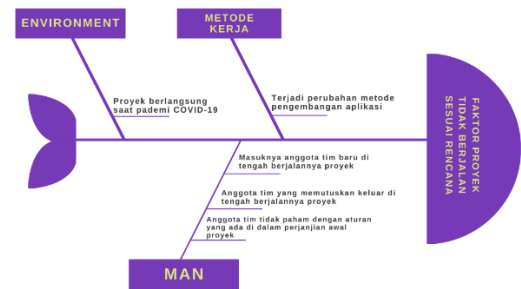 ENVIRONMENT
METODE
KERJA
Proyek berlangsung
saat pademi COVID-19
Terjadi perubahan metode
pengembangan aplikasi
FAKTOR PROYEK
TIDAK BERJALAN
SESUAI RENCANA
Masuknya anggota tim baru di
tengah berjalannya proyek
Anggota tim yang memutuskan keluar di
tengah berjalannya proyek
Anggota tim tidak paham dengan aturan
yang ada di dalam perjanjian awal
proyek
MAN